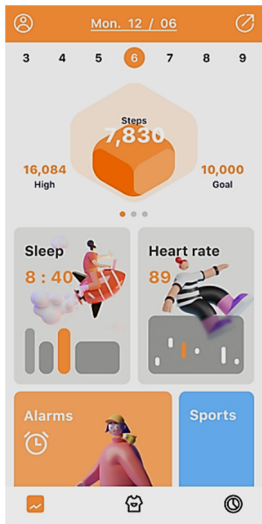 Mon. 12 / 06
3 4 5 6 7 8 9
Steps
7,830
16,084
High
10,000
Goal
Sleep
8 : 40
Heart rate
89
Alarms
Sports